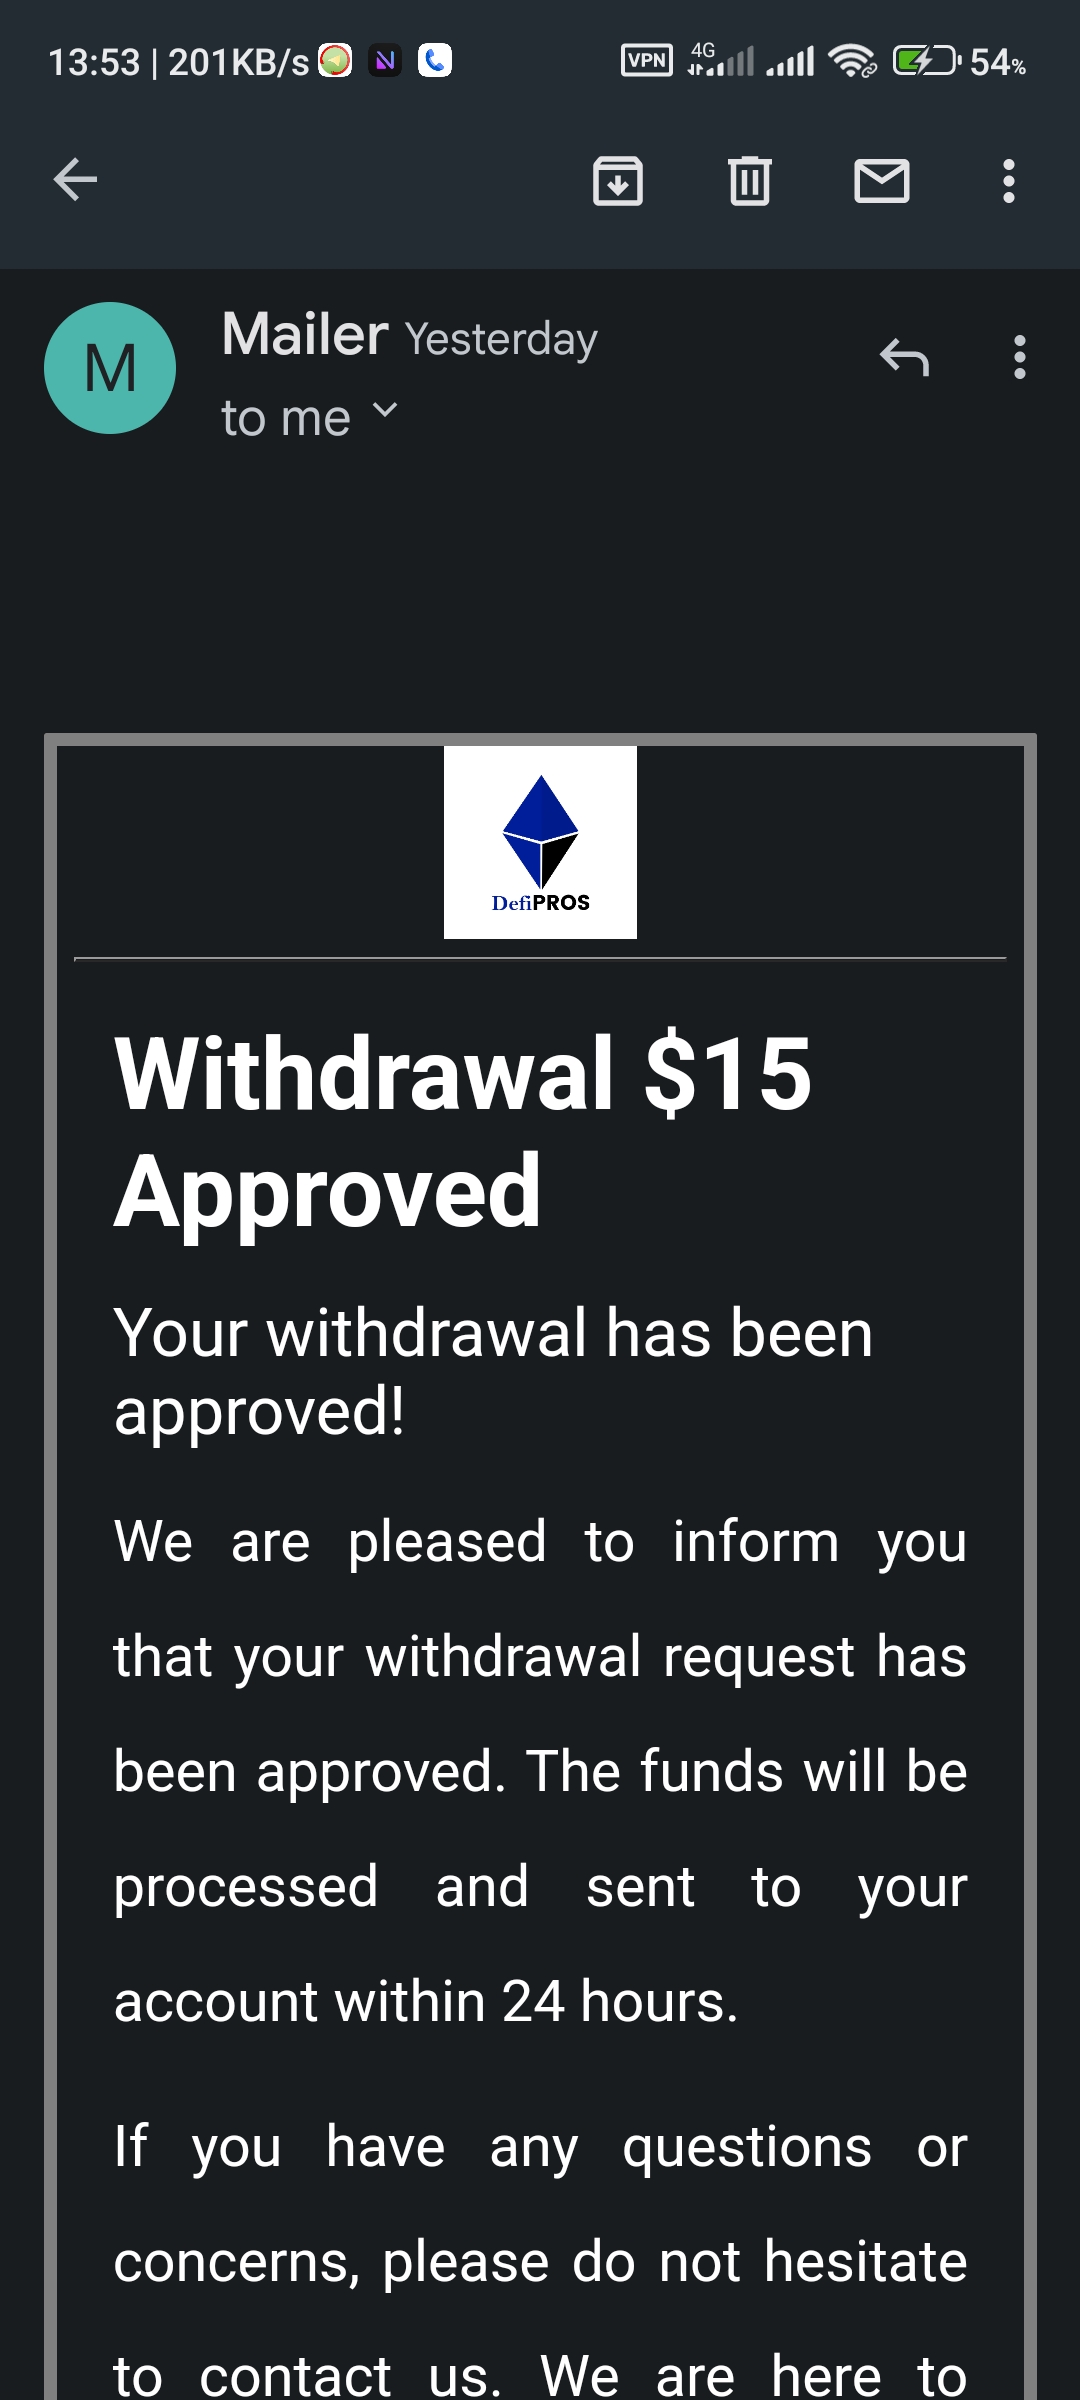 13:53 | 201KB/s N VPN 4G 54%
M
Mailer Yesterday
to me
DefiPROS
Withdrawal $15
Approved
Your withdrawal has been
approved!
We are pleased to inform you
that your withdrawal request has
been approved. The funds will be
processed and sent to your
account within 24 hours.
If you have any questions or
concerns, please do not hesitate
to contact us. We are here to